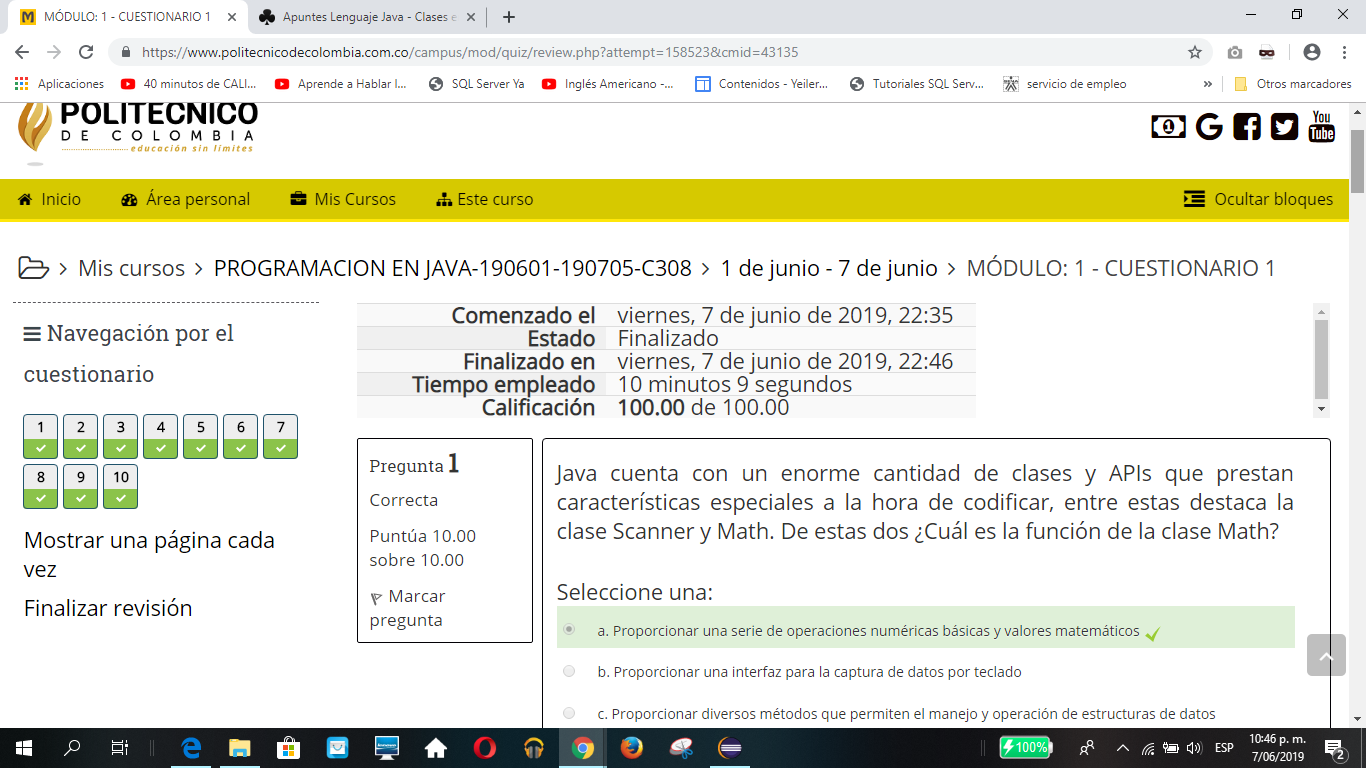 MÓDULO: 1 - CUESTIONARIO 1
Apuntes Lenguaje Java - Clases e
https://www.politecnicodecolombia.com.co/campus/mod/quiz/review.php?attempt=158523&cmid=43135
Aplicaciones
40 minutos de CALI...
Aprende a Hablar I...
SQL Server Ya
Inglés Americano -...
Contenidos - Yeiler...
Tutoriales SQL Serv...
servicio de empleo
»
Otros marcadores
POLITÉCNICO
DE COLOMBIA
educación sin límites
You
Tube
Inicio
Área personal
Mis Cursos
Este curso
Ocultar bloques
> Mis cursos > PROGRAMACION EN JAVA-190601-190705-C308 > 1 de junio - 7 de junio > MÓDULO: 1 - CUESTIONARIO 1
Navegación por el
cuestionario
1 2 3 4 5 6 7
8 9 10
Mostrar una página cada
vez
Finalizar revisión
Comenzado el viernes, 7 de junio de 2019, 22:35
Estado Finalizado
Finalizado en viernes, 7 de junio de 2019, 22:46
Tiempo empleado 10 minutos 9 segundos
Calificación 100.00 de 100.00
Pregunta 1
Correcta
Puntúa 10.00
sobre 10.00
Marcar
pregunta
Java cuenta con un enorme cantidad de clases y APIs que prestan
características especiales a la hora de codificar, entre estas destaca la
clase Scanner y Math. De estas dos ¿Cuál es la función de la clase Math?
Seleccione una:
a. Proporcionar una serie de operaciones numéricas básicas y valores matemáticos
b. Proporcionar una interfaz para la captura de datos por teclado
c. Proporcionar diversos métodos que permiten el manejo y operación de estructuras de datos
100%
ESP
10:46 p. m.
7/06/2019
2